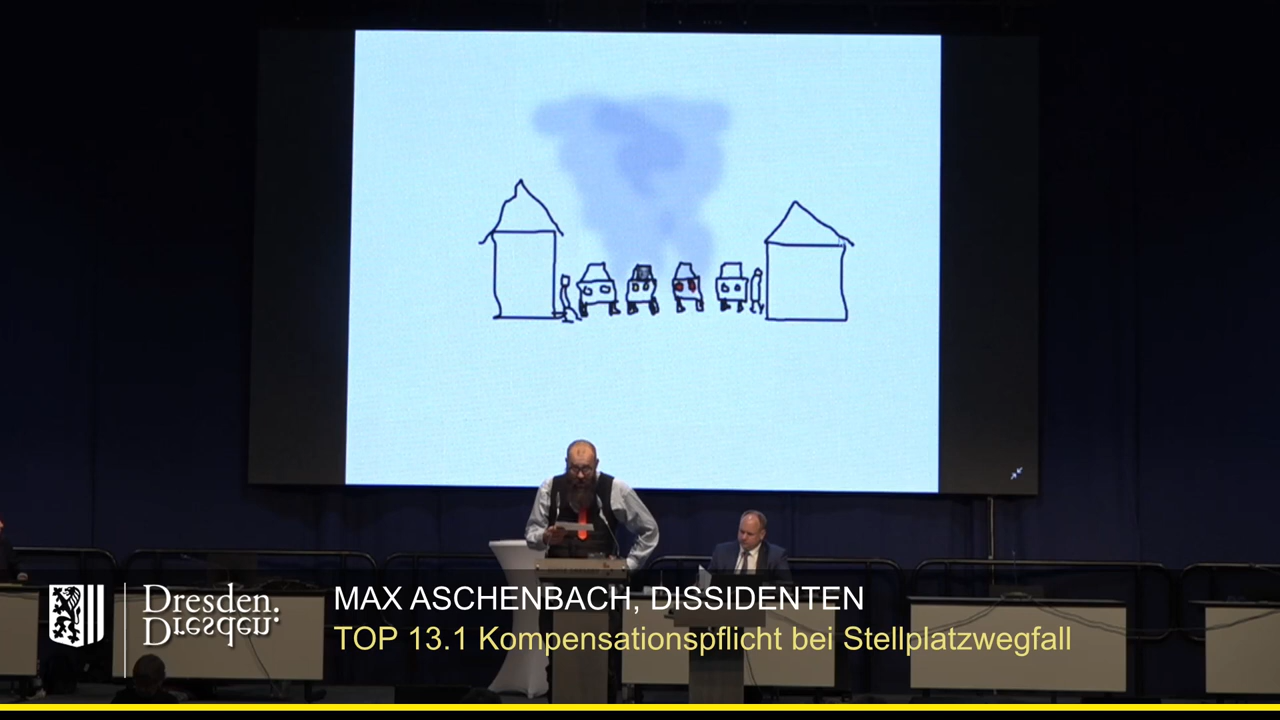 Dresden.
Dresden.
MAX ASCHENBACH, DISSIDENTEN
TOP 13.1 Kompensationspflicht bei Stellplatzwegfall